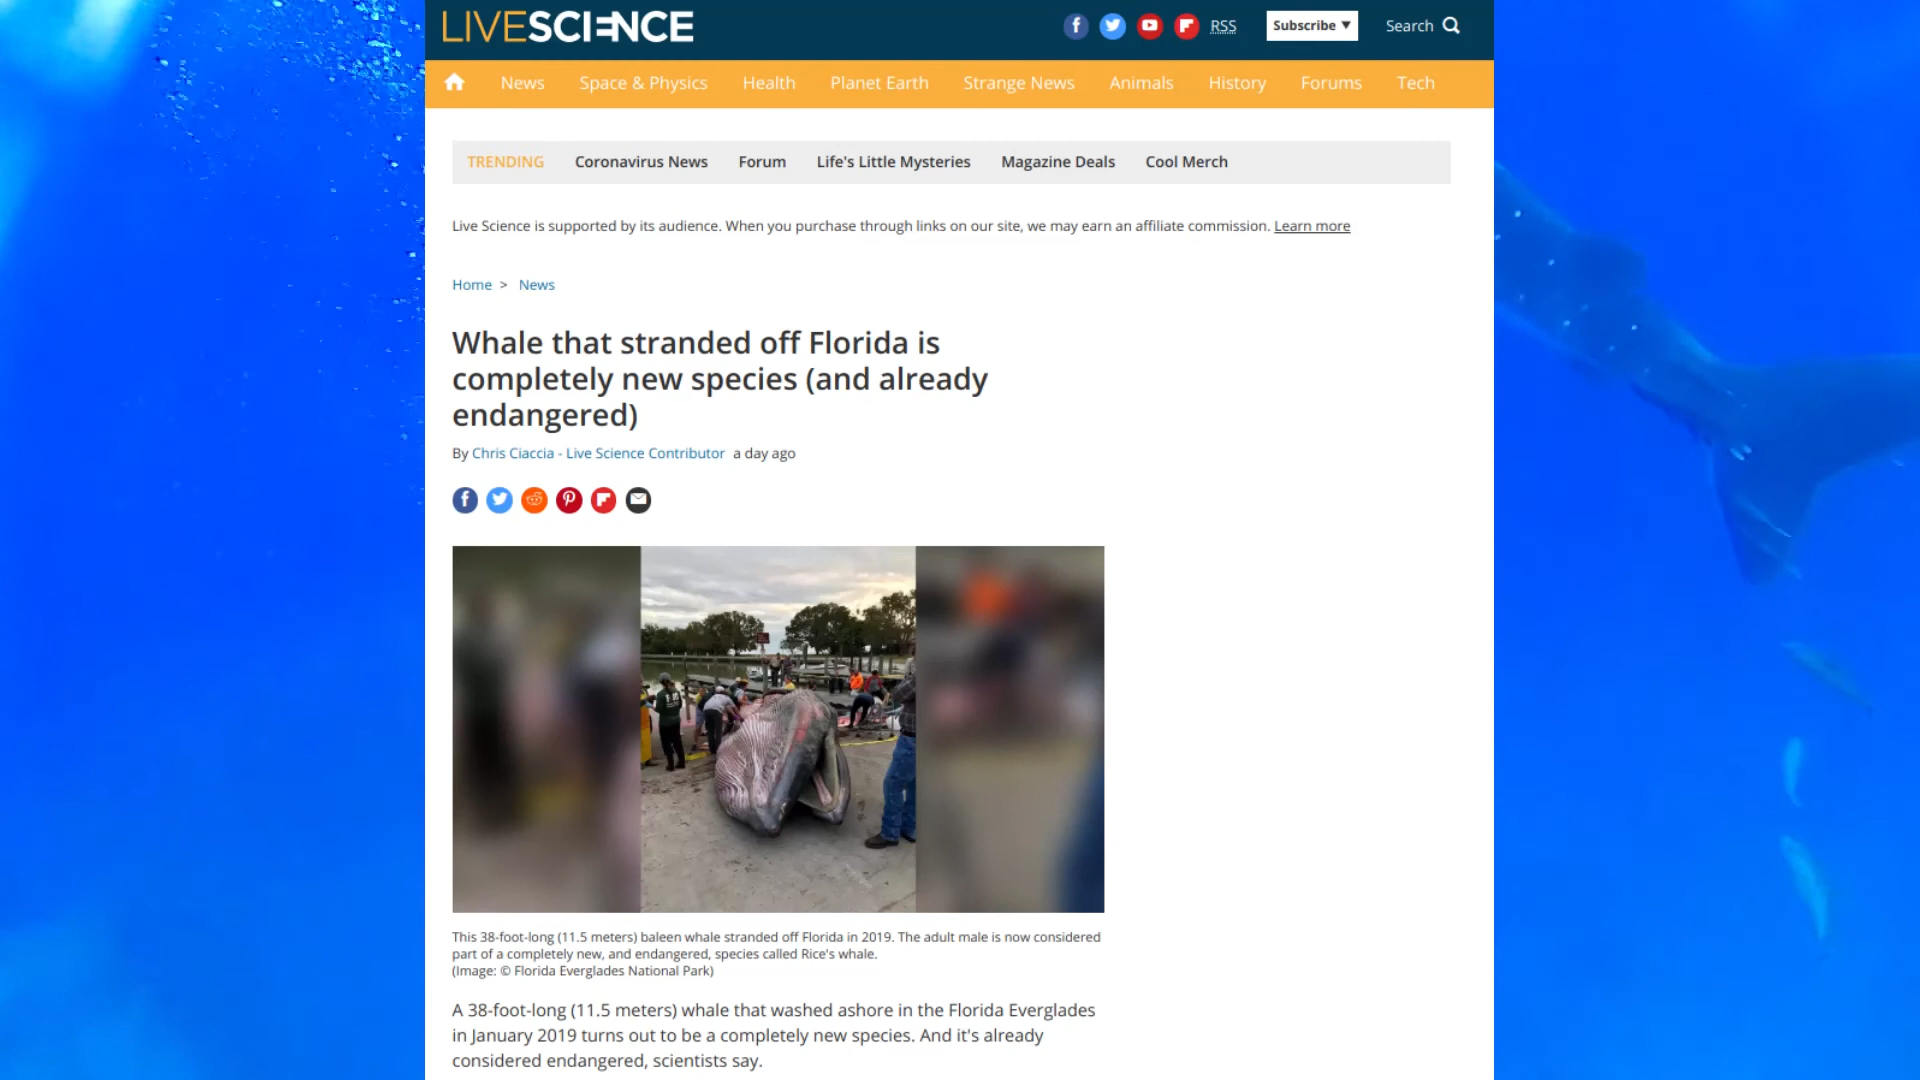 LIVESCIENCE
RSS
Subscribe ▼
Search
News
Space & Physics
Health
Planet Earth
Strange News
Animals
History
Forums
Tech
TRENDING
Coronavirus News
Forum
Life's Little Mysteries
Magazine Deals
Cool Merch
Live Science is supported by its audience. When you purchase through links on our site, we may earn an affiliate commission. Learn more
Home > News
Whale that stranded off Florida is
completely new species (and already
endangered)
By Chris Ciaccia - Live Science Contributor a day ago
This 38-foot-long (11.5 meters) baleen whale stranded off Florida in 2019. The adult male is now considered
part of a completely new, and endangered, species called Rice's whale.
(Image: © Florida Everglades National Park)
A 38-foot-long (11.5 meters) whale that washed ashore in the Florida Everglades
in January 2019 turns out to be a completely new species. And it's already
considered endangered, scientists say.